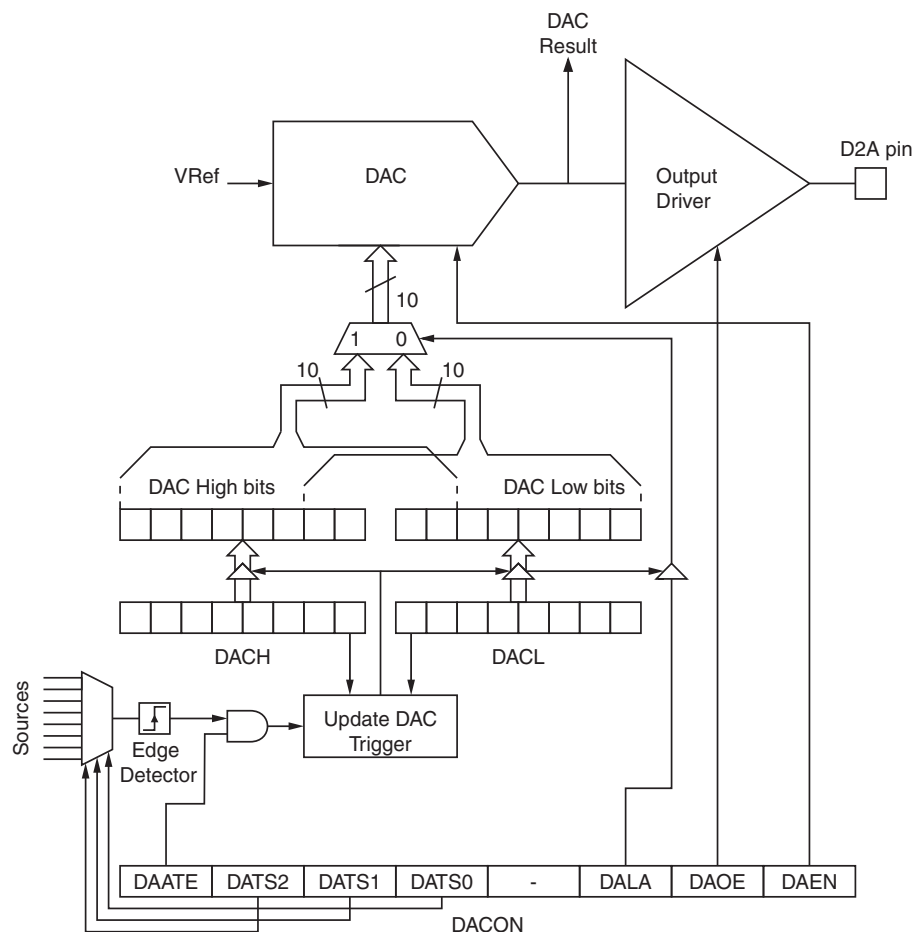 DAC
Result
D2A pin
VRef
DAC
Output
Driver
10
1 0
10
10
DAC High bits
DAC Low bits
DACH
DACL
Sources
Edge
Detector
Update DAC
Trigger
DAATE DATS2 DATS1 DATS0 - DALA DAOE DAEN
DACON